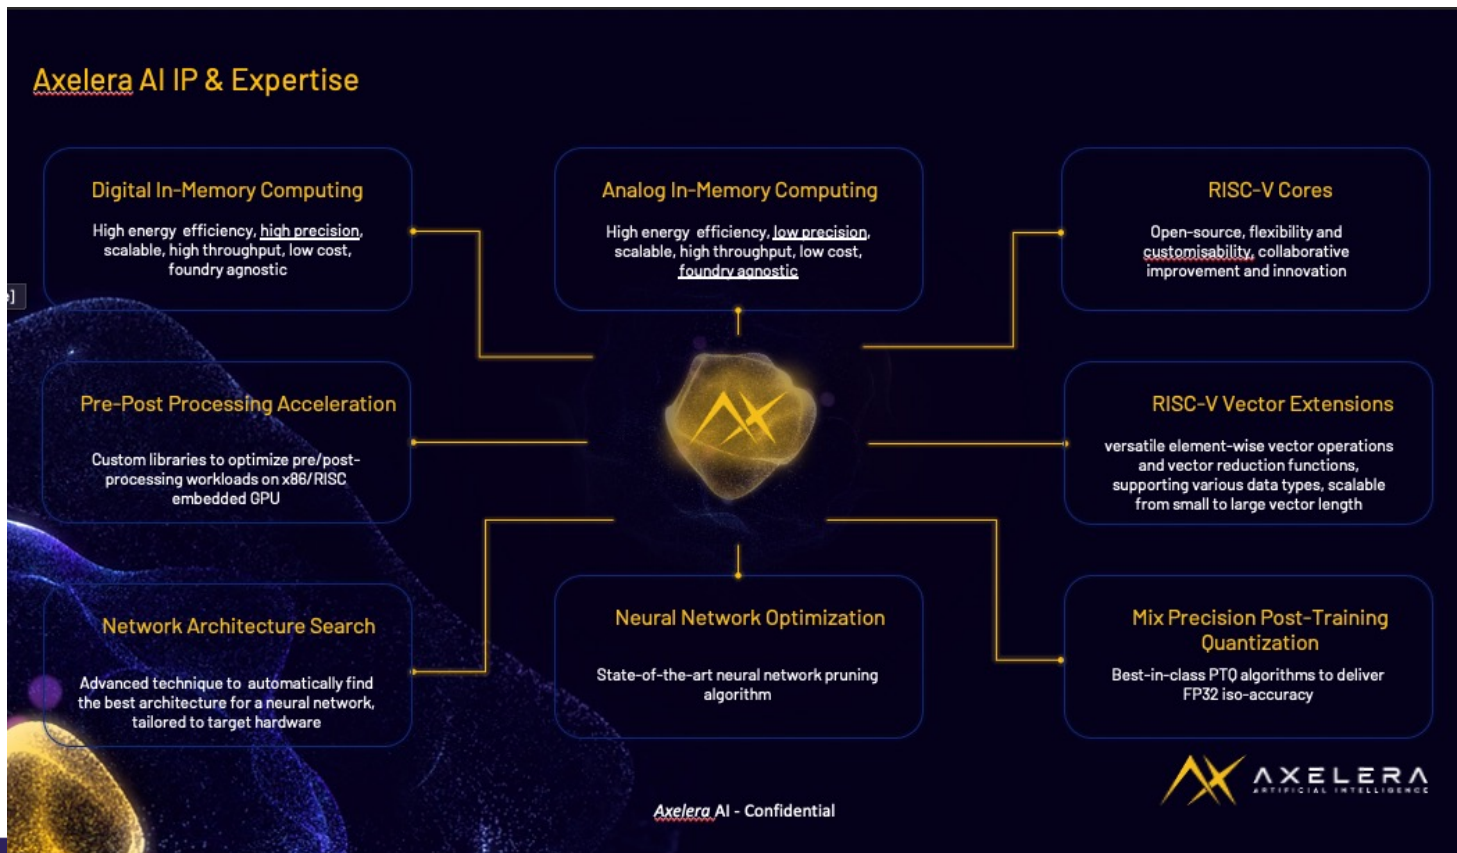 Axelera AI IP & Expertise
Digital In-Memory Computing
High energy efficiency, high precision,
scalable, high throughput, low cost,
foundry agnostic
Analog In-Memory Computing
High energy efficiency, low precision,
scalable, high throughput, low cost,
foundry agnostic
RISC-V Cores
Open-source, flexibility and
customisability, collaborative
improvement and innovation
Pre-Post Processing Acceleration
Custom libraries to optimize pre/post-
processing workloads on x86/RISC
embedded GPU
RISC-V Vector Extensions
versatile element-wise vector operations
and vector reduction functions,
supporting various data types, scalable
from small to large vector length
Network Architecture Search
Advanced technique to automatically find
the best architecture for a neural network,
tailored to target hardware
Neural Network Optimization
State-of-the-art neural network pruning
algorithm
Mix Precision Post-Training
Quantization
Best-in-class PTQ algorithms to deliver
FP32 iso-accuracy
AXELERA
ARTIFICIAL INTELLIGENCE
Axelera AI - Confidential